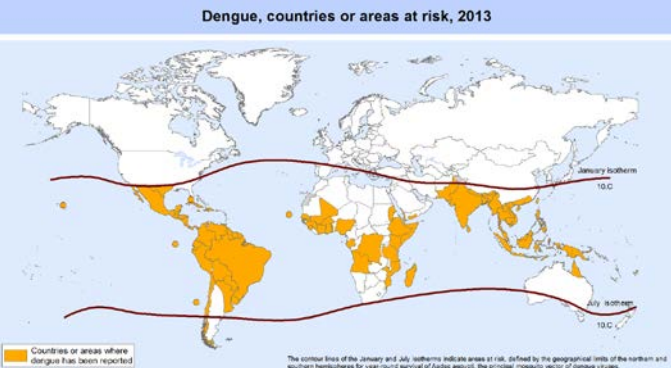 Dengue, countries or areas at risk, 2013
January isotherm
10.C
July isotherm
10.C
Countries or areas where
dengue has been reported
The contour lines of the January and July isotherms indicate areas at risk, defined by the geographical limits of the northern and
southern hemispheres for year-round survival of Aedes aegypti, the principal mosquito vector of dengue viruses.